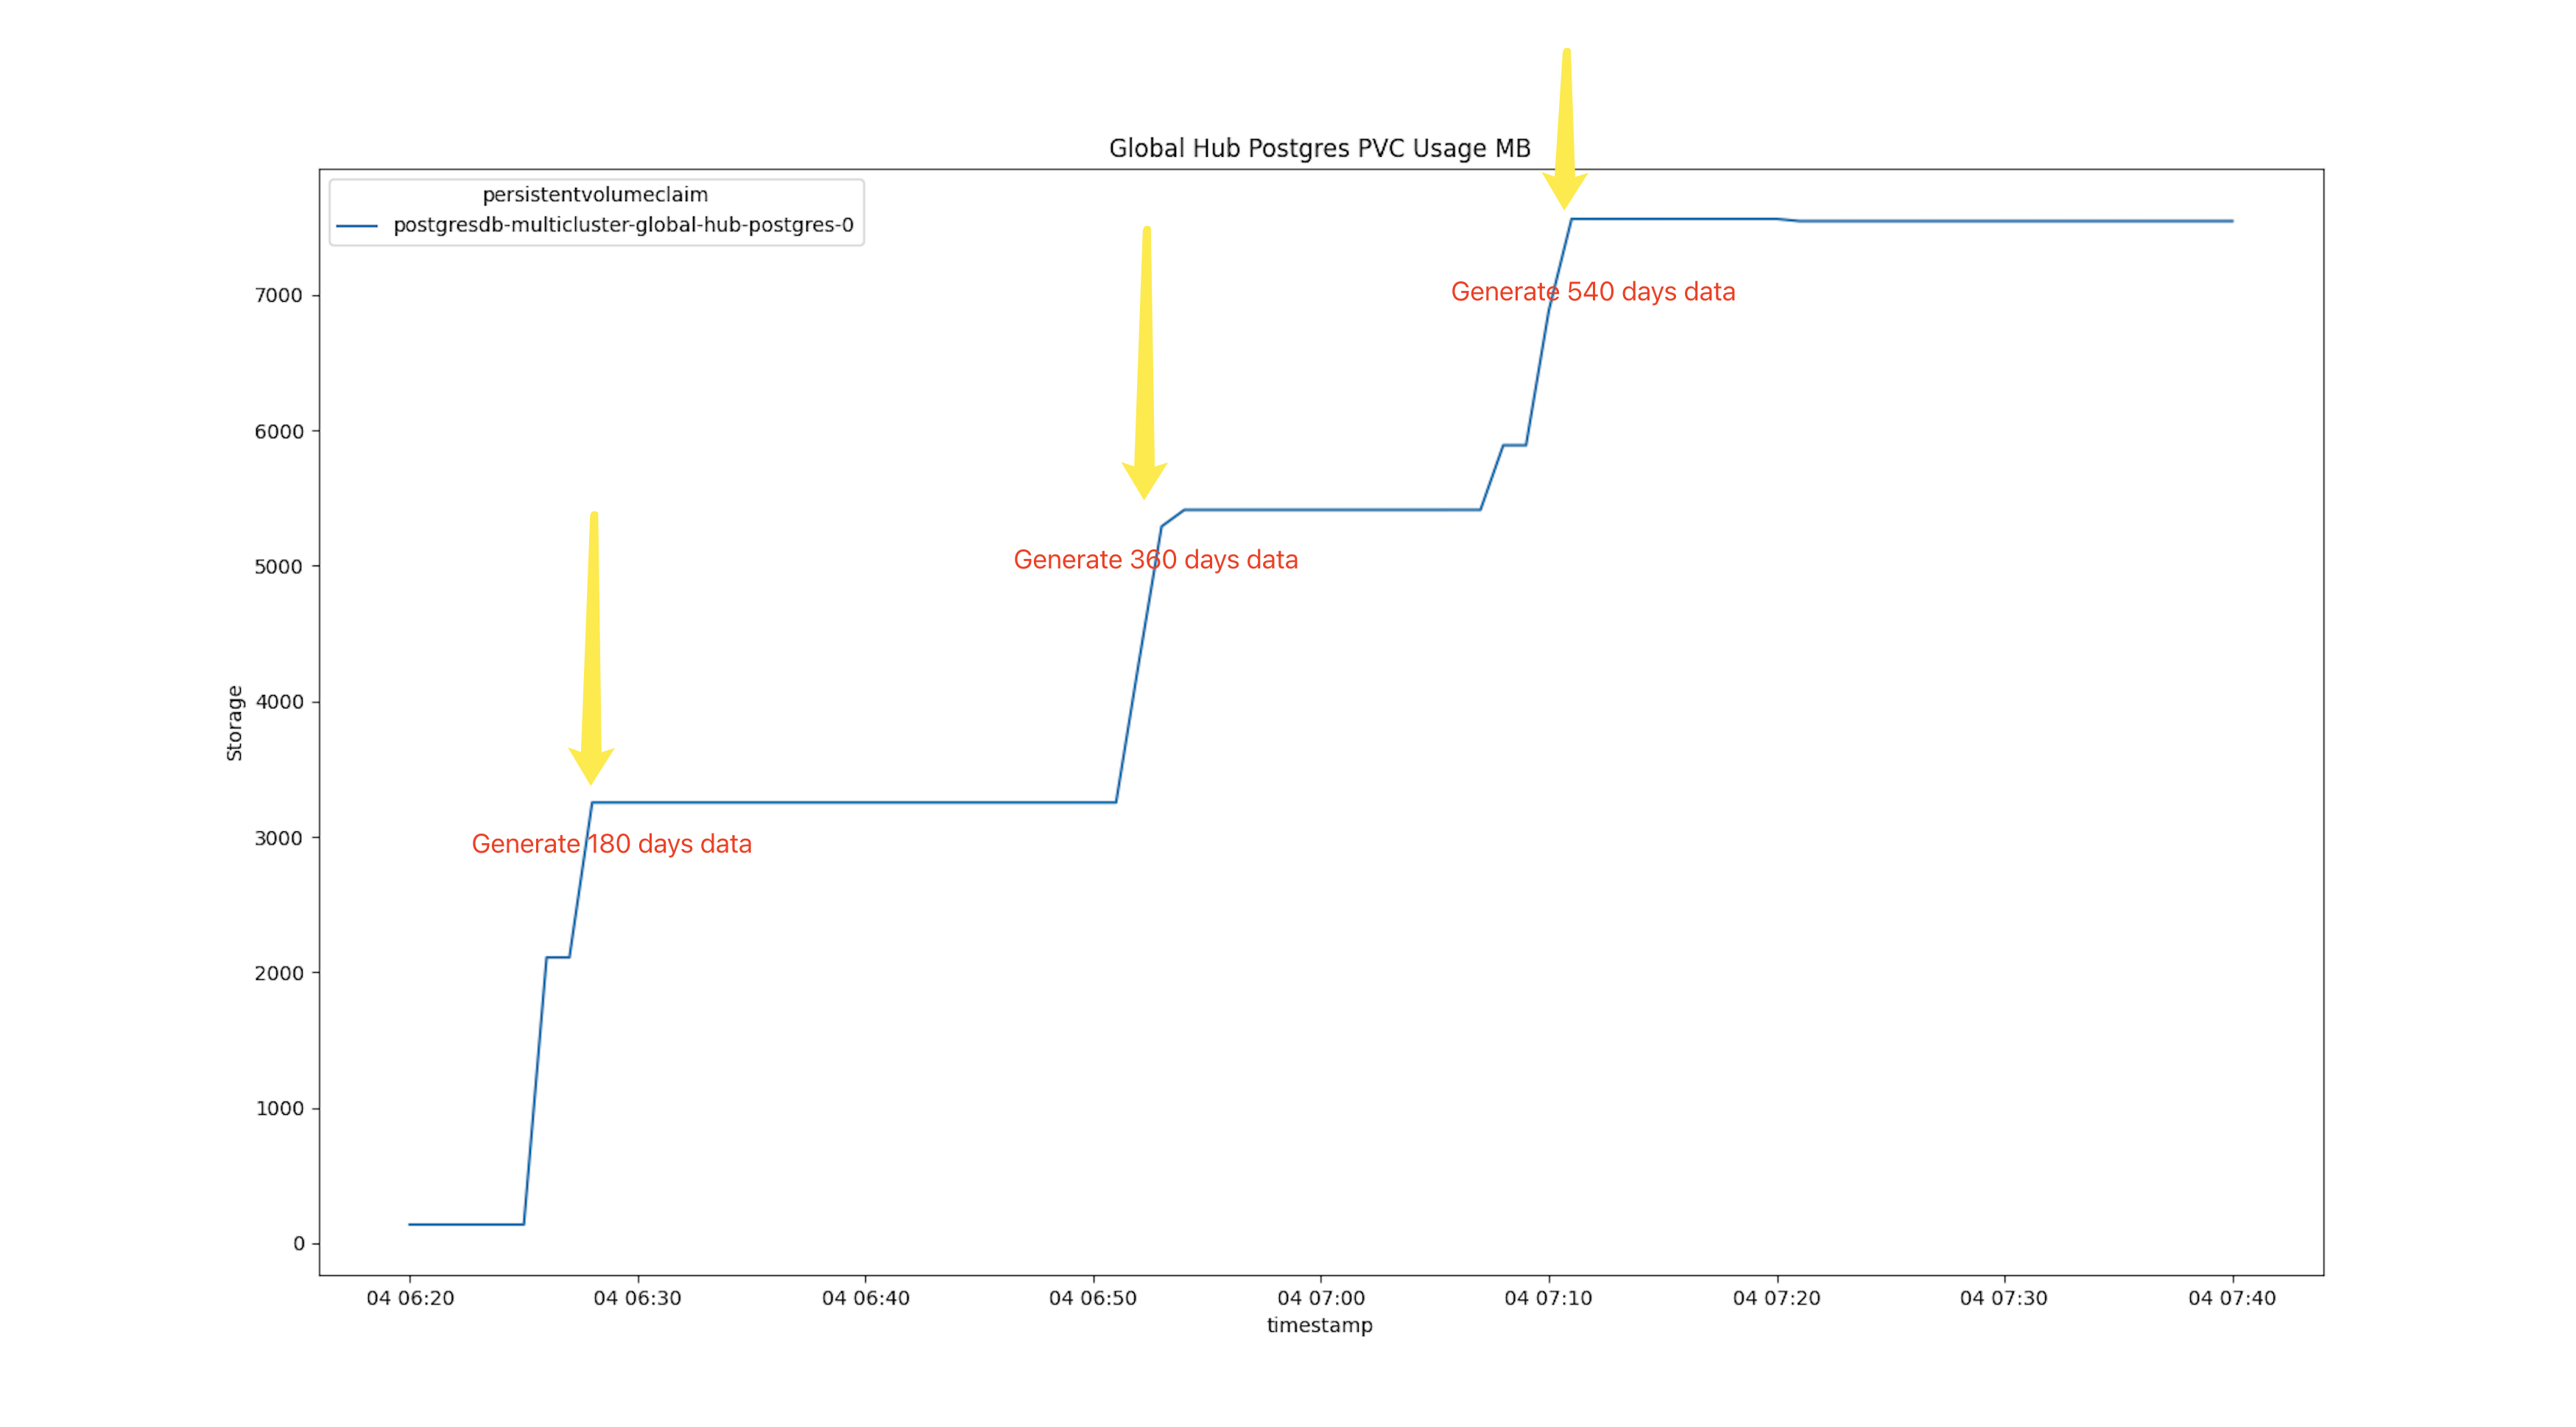 Global Hub Postgres PVC Usage MB
persistentvolumeclaim
postgresdb-multicluster-global-hub-postgres-0
Generate 540 days data
Generate 360 days data
Generate 180 days data
Storage
7000
6000
5000
4000
3000
2000
1000
0
04 06:20
04 06:30
04 06:40
04 06:50
04 07:00
04 07:10
04 07:20
04 07:30
04 07:40
timestamp